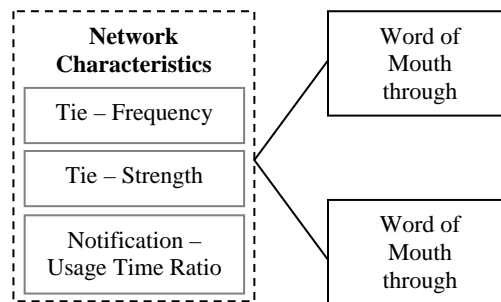 Network
Characteristics
Tie – Frequency
Tie – Strength
Notification –
Usage Time Ratio
Word of
Mouth
through
Word of
Mouth
through